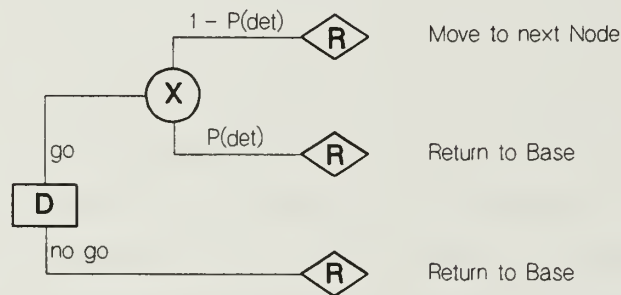 1 - P(det)
R
Move to next Node
X
P(det)
R
Return to Base
go
D
no go
R
Return to Base